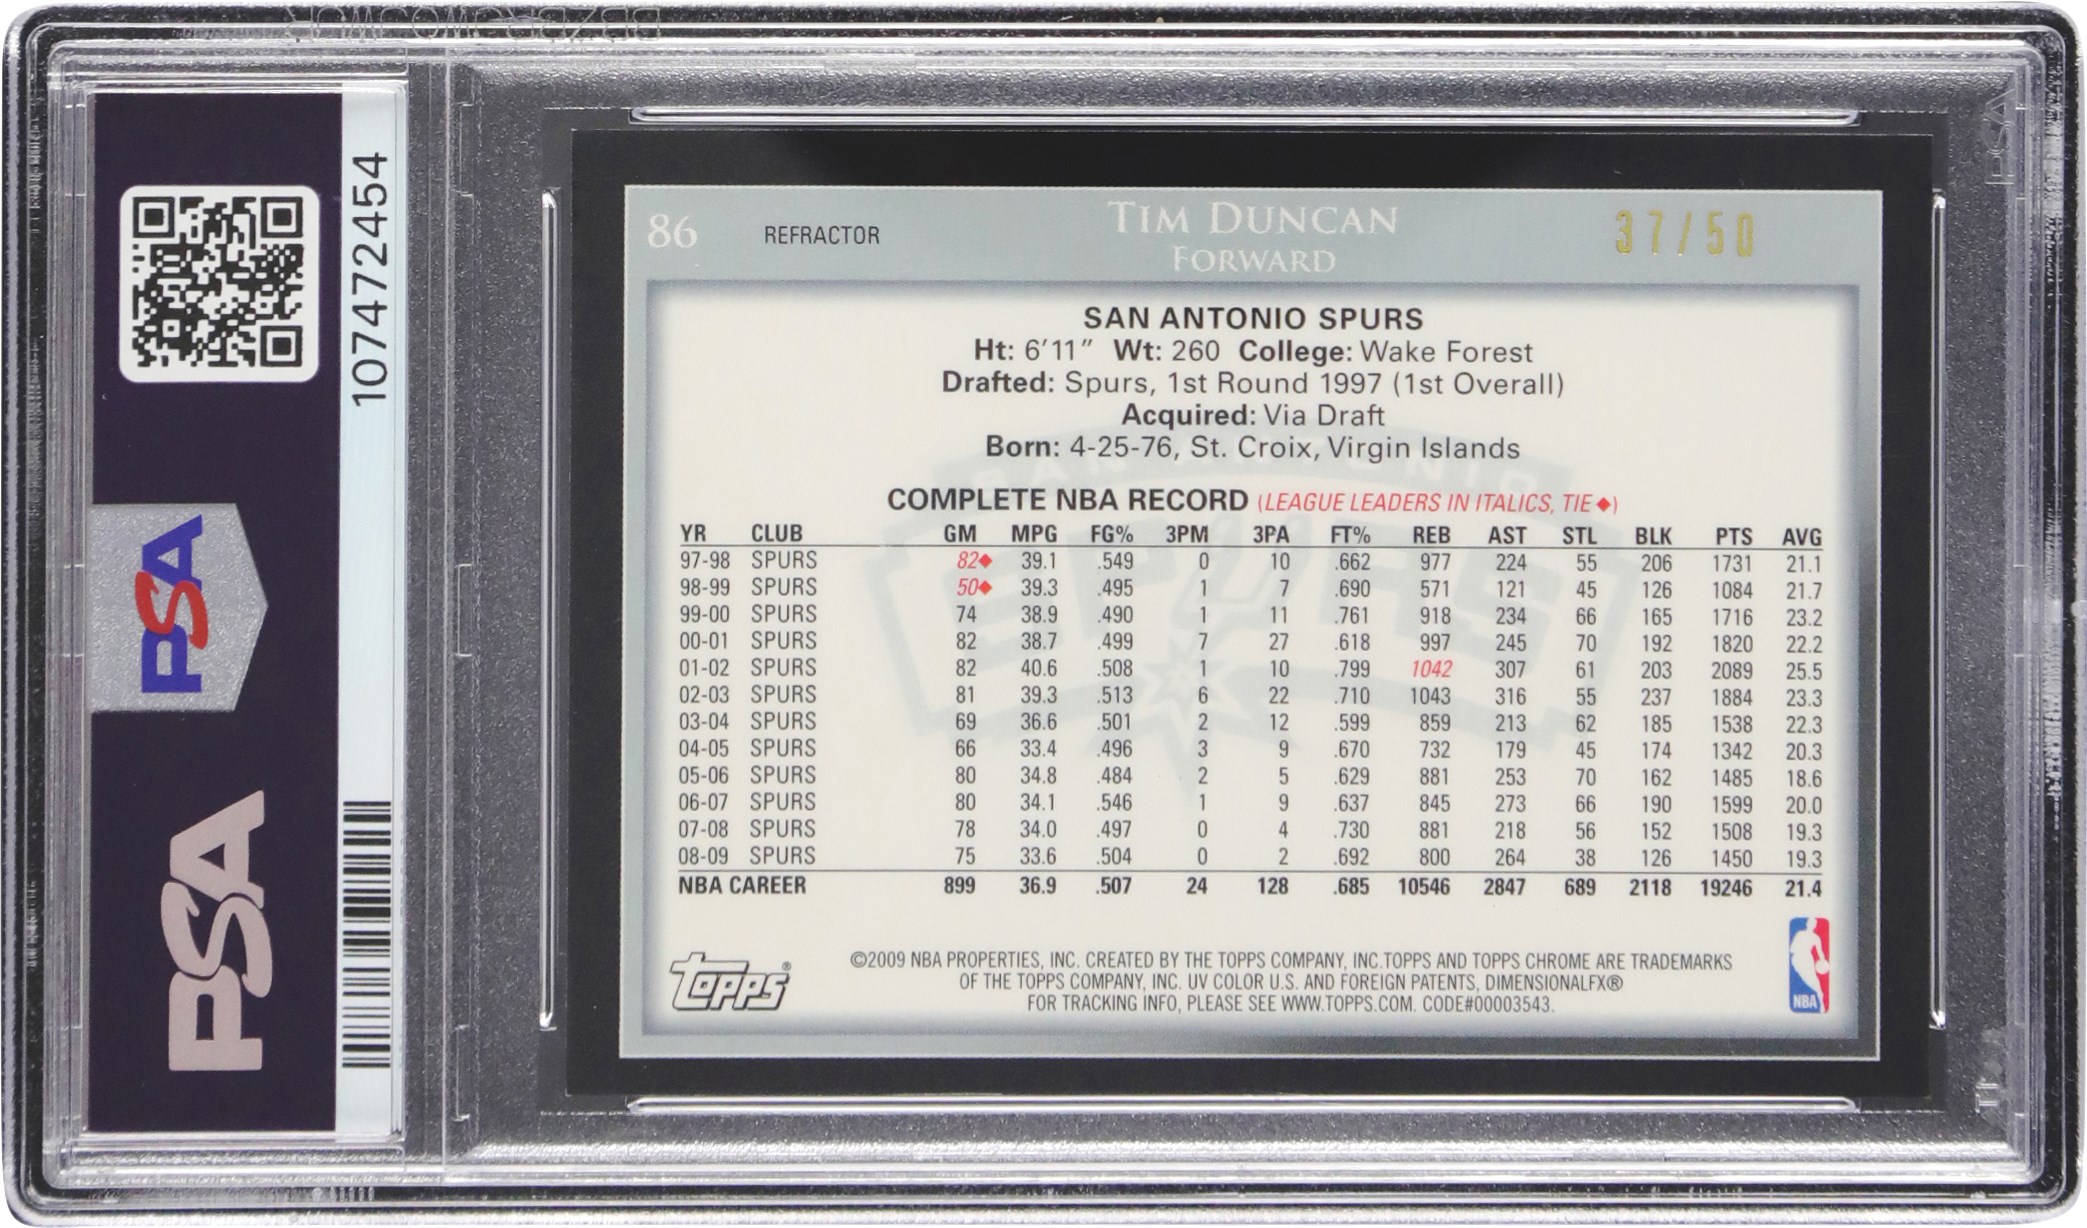 107472454
PSA
PSA
86 REFRACTOR TIM DUNCAN 37/50
FORWARD
SAN ANTONIO SPURS
Ht: 6'11" Wt: 260 College: Wake Forest
Drafted: Spurs, 1st Round 1997 (1st Overall)
Acquired: Via Draft
Born: 4-25-76, St. Croix, Virgin Islands
SAN ANTONIO
SPURS
COMPLETE NBA RECORD (LEAGUE LEADERS IN ITALICS, TIE ◆)
YR CLUB GM MPG FG% 3PM 3PA FT% REB AST STL BLK PTS AVG
97-98 SPURS 82◆ 39.1 .549 0 10 .662 977 224 55 206 1731 21.1
98-99 SPURS 50◆ 39.3 .495 1 7 .690 571 121 45 126 1084 21.7
99-00 SPURS 74 38.9 .490 1 11 .761 918 234 66 165 1716 23.2
00-01 SPURS 82 38.7 .499 7 27 .618 997 245 70 192 1820 22.2
01-02 SPURS 82 40.6 .508 1 10 .799 1042 307 61 203 2089 25.5
02-03 SPURS 81 39.3 .513 6 22 .710 1043 316 55 237 1884 23.3
03-04 SPURS 69 36.6 .501 2 12 .599 859 213 62 185 1538 22.3
04-05 SPURS 66 33.4 .496 3 9 .670 732 179 45 174 1342 20.3
05-06 SPURS 80 34.8 .484 2 5 .629 881 253 70 162 1485 18.6
06-07 SPURS 80 34.1 .546 1 9 .637 845 273 66 190 1599 20.0
07-08 SPURS 78 34.0 .497 0 4 .730 881 218 56 152 1508 19.3
08-09 SPURS 75 33.6 .504 0 2 .692 800 264 38 126 1450 19.3
NBA CAREER 899 36.9 .507 24 128 .685 10546 2847 689 2118 19246 21.4
Topps®
©2009 NBA PROPERTIES, INC. CREATED BY THE TOPPS COMPANY, INC.TOPPS AND TOPPS CHROME ARE TRADEMARKS
OF THE TOPPS COMPANY, INC. UV COLOR U.S. AND FOREIGN PATENTS, DIMENSIONALFX®
FOR TRACKING INFO, PLEASE SEE WWW.TOPPS.COM. CODE#00003543.
NBA
PSA